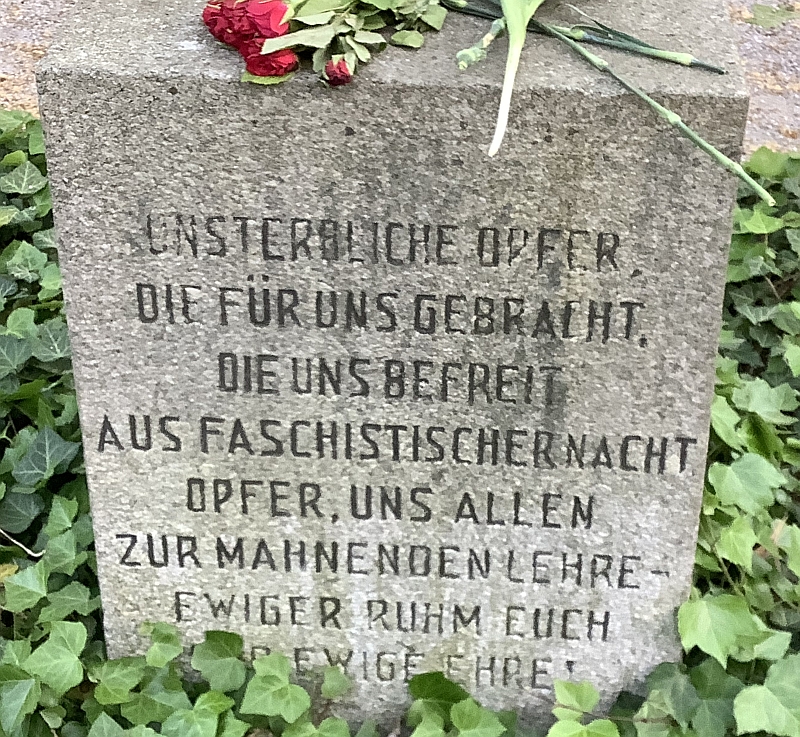 UNSTERBLICHE OPFER,
DIE FÜR UNS GEBRACHT,
DIE UNS BEFREIT
AUS FASCHISTISCHER NACHT
OPFER, UNS ALLEN
ZUR MAHNENDEN LEHRE-
EWIGER RUHM EUCH
EWIGE EHRE!